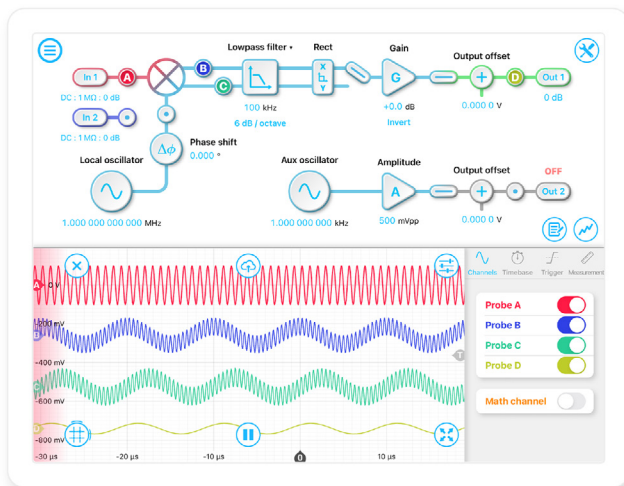 Lowpass filter
Rect
Gain
Output offset
In 1
A
B
C
X
Y
G
D
Out 1
DC : 1 MΩ : 0 dB
100 kHz
+0.0 dB
0.000 0 V
0 dB
In 2
6 dB / octave
Invert
DC : 1 MΩ : 0 dB
Δϕ
Phase shift
0.000 °
Local oscillator
Aux oscillator
Amplitude
Output offset
OFF
A
Out 2
1.000 000 000 000 MHz
1.000 000 000 000 kHz
500 mVpp
0.000 0 V
Channels
Timebase
Trigger
Measurement
A
0 V
Probe A
-200 mV
Probe B
B
Probe C
T
-400 mV
Probe D
C
-600 mV
Math channel
-800 mV
-30 µs
-20 µs
-10 µs
0
10 µs